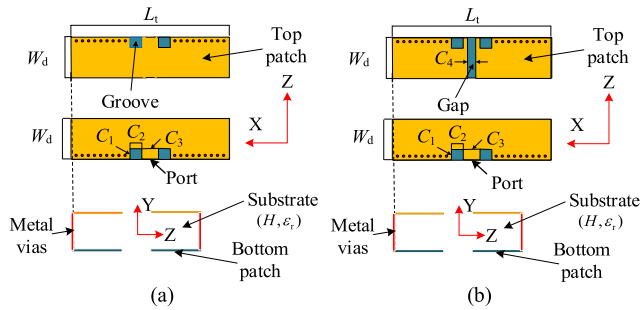 Lt
Wd
Top patch
Groove
Z
X
Wd
C1
C2
C3
Port
Y
Z
Substrate
(H, εr)
Metal vias
Bottom patch
(a)
Lt
Wd
C4
Top patch
Gap
Z
X
Wd
C1
C2
C3
Port
Y
Z
Substrate
(H, εr)
Metal vias
Bottom patch
(b)